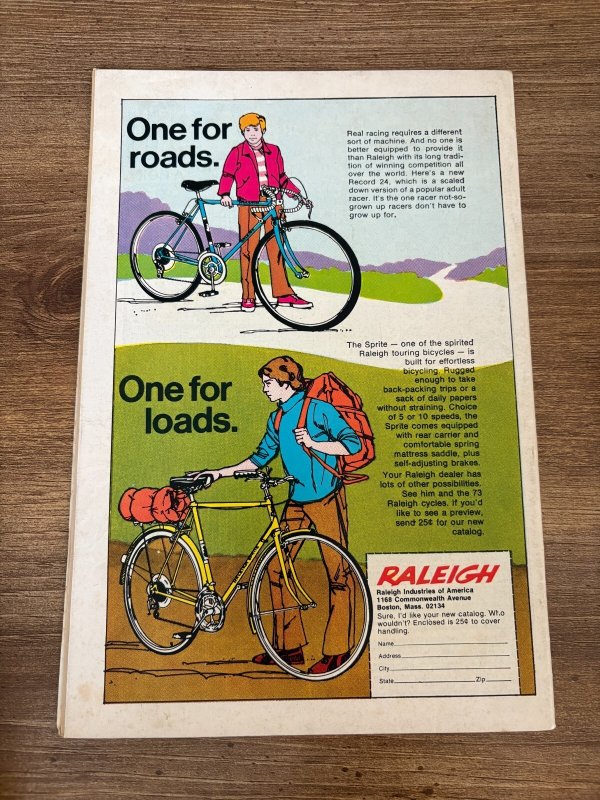 One for
roads.
Real racing requires a different
sort of machine. And no one is
better equipped to provide it
than Raleigh with its long tradi-
tion of winning competition all
over the world. Here's a new
Record 24, which is a scaled
down version of a popular adult
racer. It's the one racer not-so-
grown up racers don't have to
grow up for.
The Sprite — one of the spirited
Raleigh touring bicycles — is
built for effortless
bicycling. Rugged
enough to take
back-packing trips or a
sack of daily papers
without straining. Choice
of 5 or 10 speeds, the
Sprite comes equipped
with rear carrier and
comfortable spring
mattress saddle, plus
self-adjusting brakes.
Your Raleigh dealer has
lots of other possibilities.
See him and the 73
Raleigh cycles. If you'd
like to see a preview,
send 25¢ for our new
catalog.
One for
loads.
RALEIGH
Raleigh Industries of America
1168 Commonwealth Avenue
Boston, Mass. 02134
Sure, I'd like your new catalog. Who
wouldn't? Enclosed is 25¢ to cover
handling.
Name
Address
City
State Zip